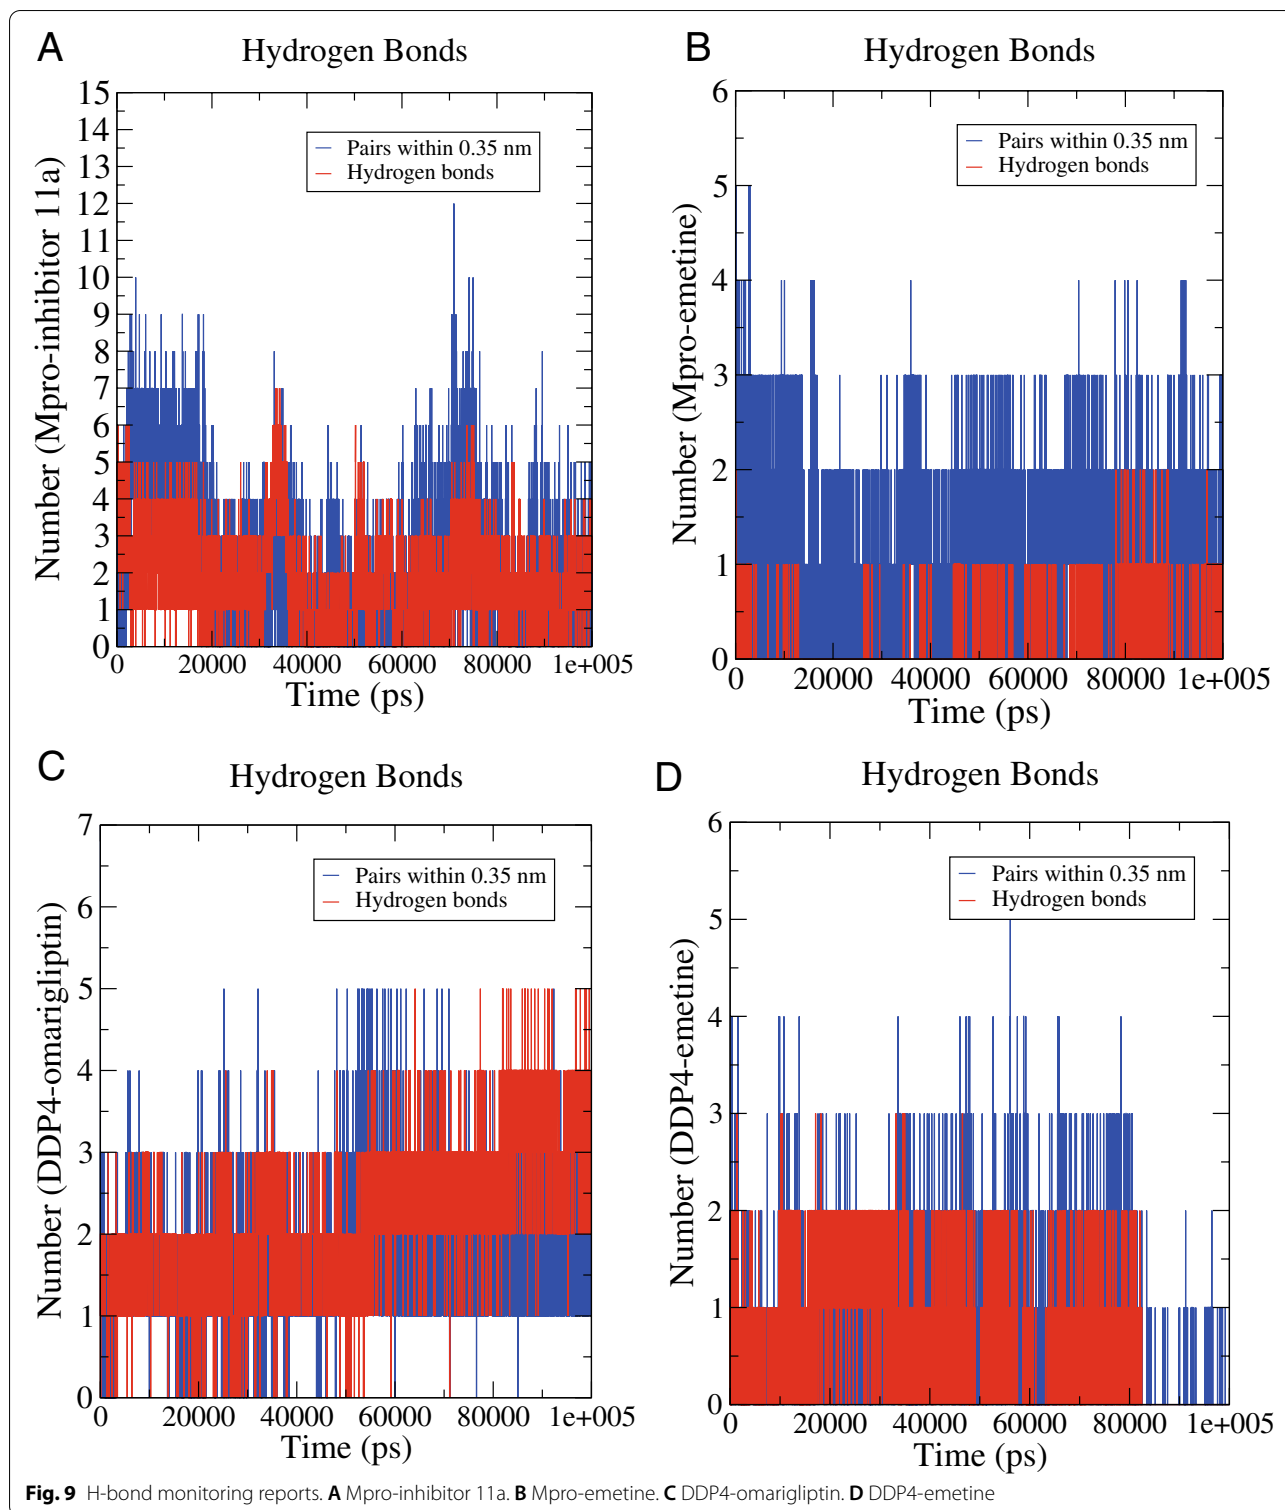 A
Hydrogen Bonds
15
14
13
12
11
10
9
8
7
6
5
4
3
2
1
0
Number (Mpro-inhibitor 11a)
Pairs within 0.35 nm
Hydrogen bonds
0 20000 40000 60000 80000 1e+005
Time (ps)
B
Hydrogen Bonds
6
5
4
3
2
1
0
Number (Mpro-emetine)
Pairs within 0.35 nm
Hydrogen bonds
0 20000 40000 60000 80000 1e+005
Time (ps)
C
Hydrogen Bonds
7
6
5
4
3
2
1
0
Number (DDP4-omarigliptin)
Pairs within 0.35 nm
Hydrogen bonds
0 20000 40000 60000 80000 1e+005
Time (ps)
D
Hydrogen Bonds
6
5
4
3
2
1
0
Number (DDP4-emetine)
Pairs within 0.35 nm
Hydrogen bonds
0 20000 40000 60000 80000 1e+005
Time (ps)
Fig. 9 H-bond monitoring reports. A Mpro-inhibitor 11a. B Mpro-emetine. C DDP4-omarigliptin. D DDP4-emetine